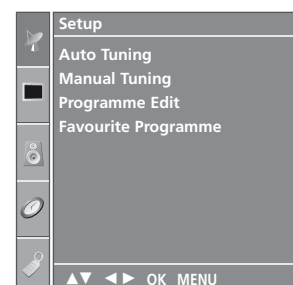 Setup
Auto Tuning
Manual Tuning
Programme Edit
Favourite Programme
▲▼ ◄► OK MENU